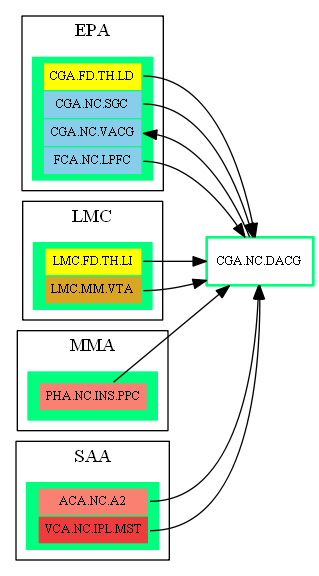 EPA
CGA.FD.TH.LD
CGA.NC.SGC
CGA.NC.VACG
FCA.NC.LPFC
LMC
LMC.FD.TH.LI
LMC.MM.VTA
CGA.NC.DACG
MMA
PHA.NC.INS.PPC
SAA
ACA.NC.A2
VCA.NC.IPL.MST